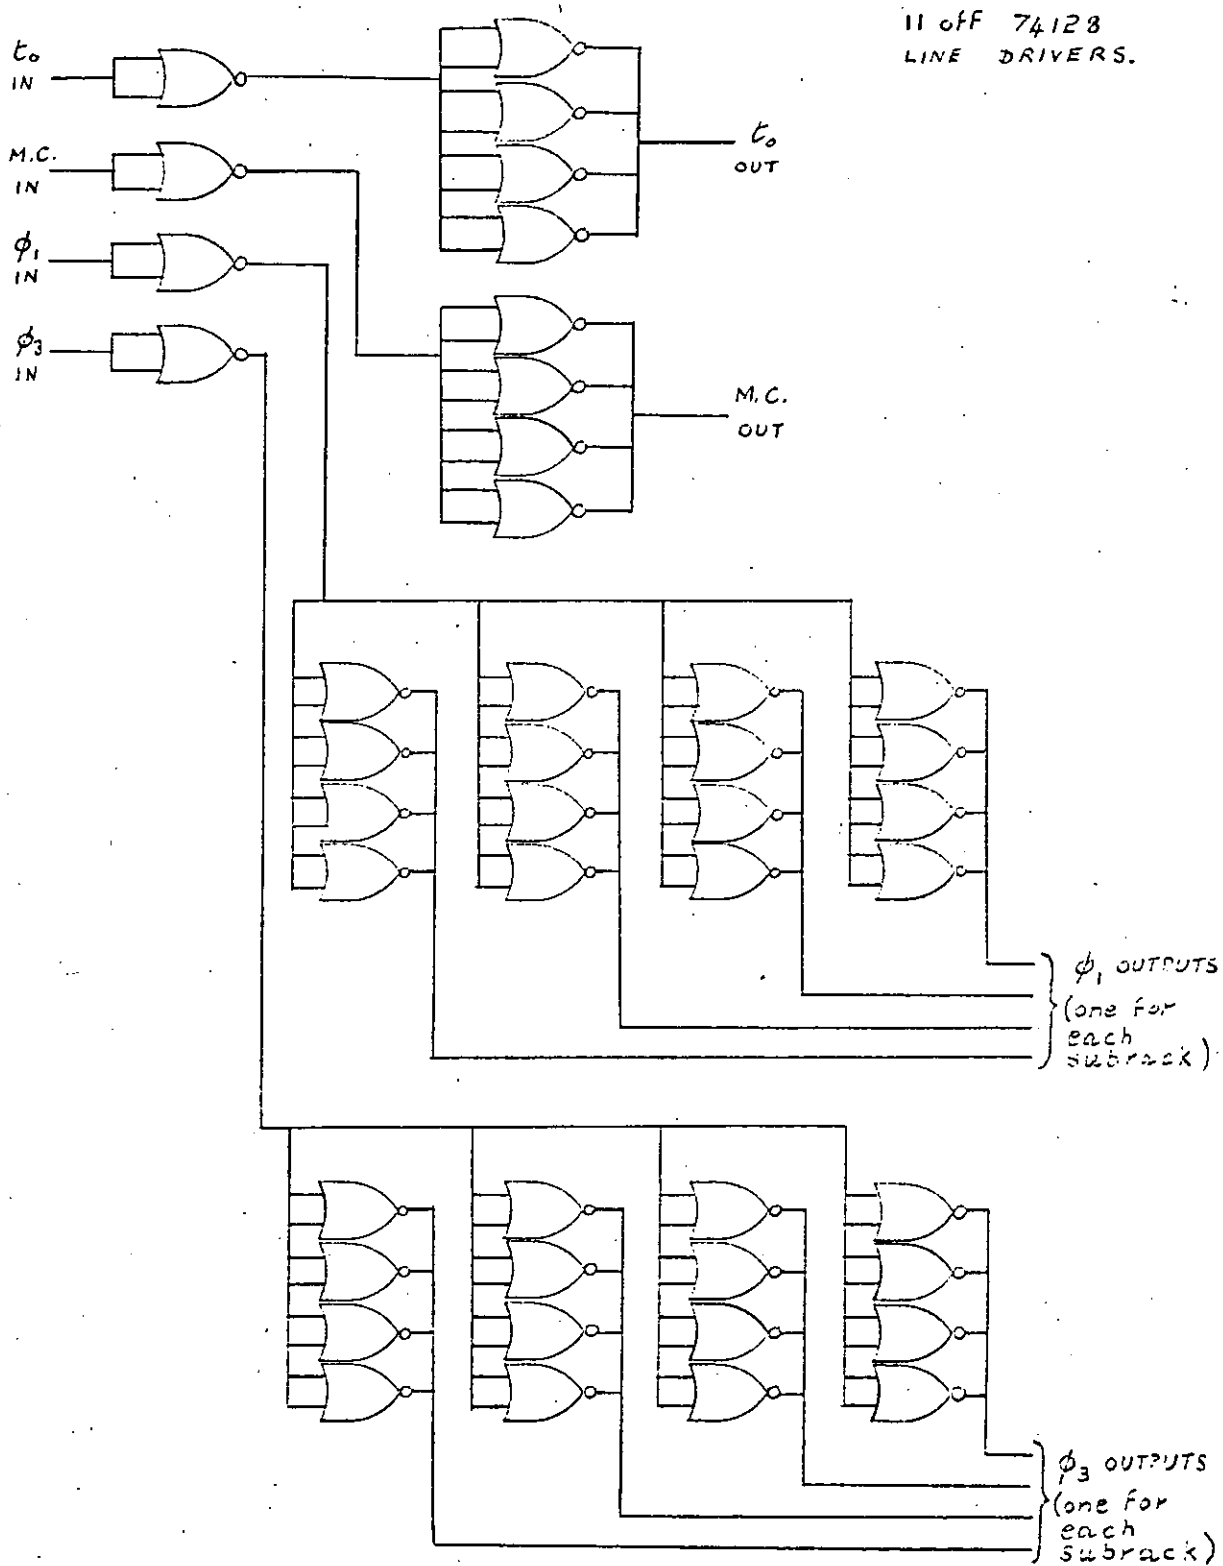 11 off 74128
LINE DRIVERS.
t₀
IN
M.C.
IN
ϕ₁
IN
ϕ₃
IN
t₀
OUT
M.C.
OUT
ϕ₁ OUTPUTS
(one for
each
subrack)
ϕ₃ OUTPUTS
(one for
each
subrack)